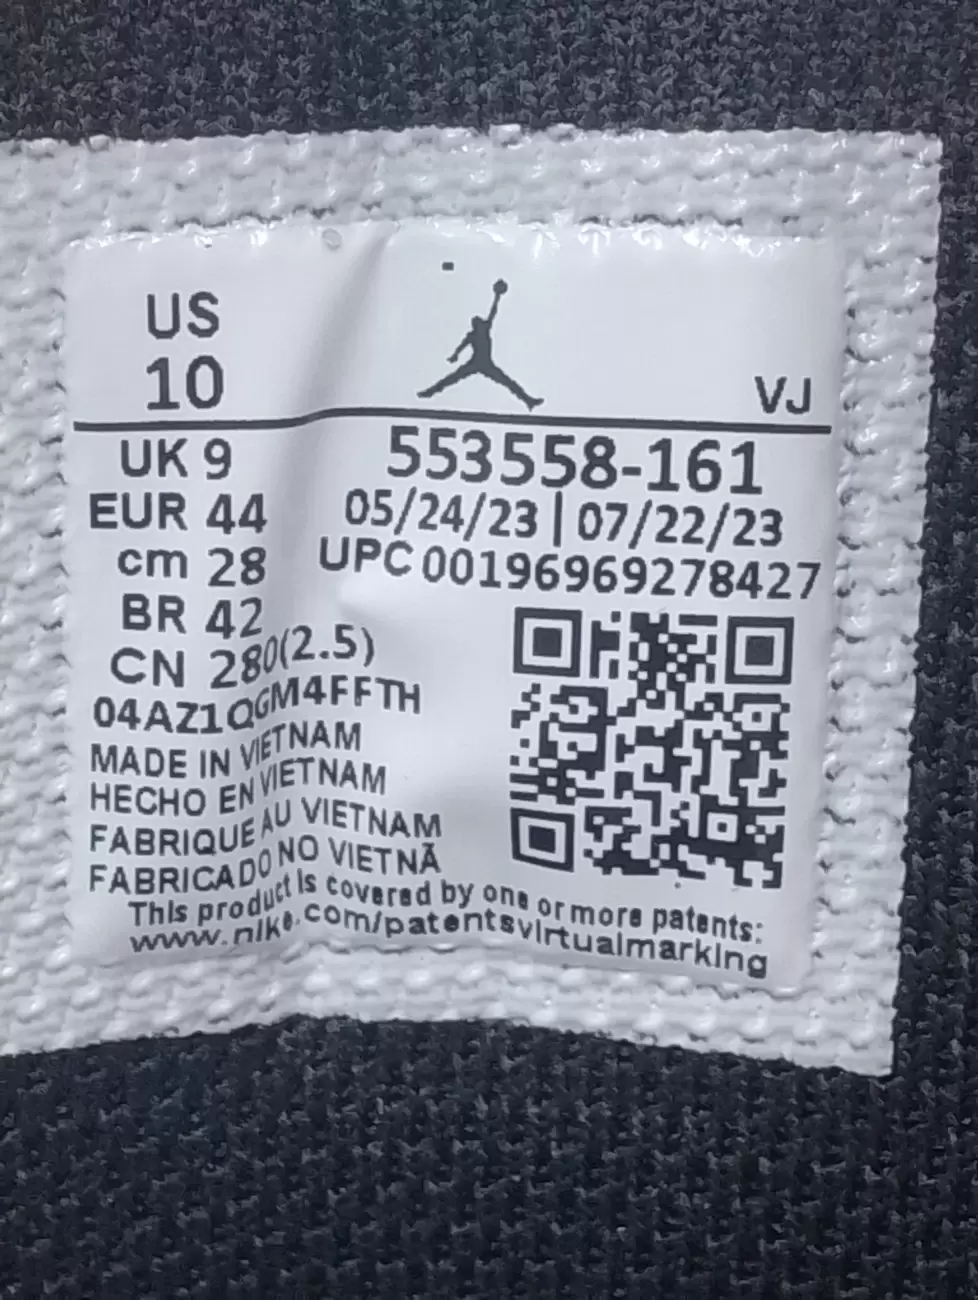 US
10
VJ
UK 9
553558-161
EUR 44
05/24/23 | 07/22/23
cm 28
UPC 00196969278427
BR 42
CN 280(2.5)
04AZ1QGM4FFTH
MADE IN VIETNAM
HECHO EN VIETNAM
FABRIQUE AU VIETNAM
FABRICADO NO VIETNÃ
This product is covered by one or more patents:
www.nike.com/patentsvirtualmarking